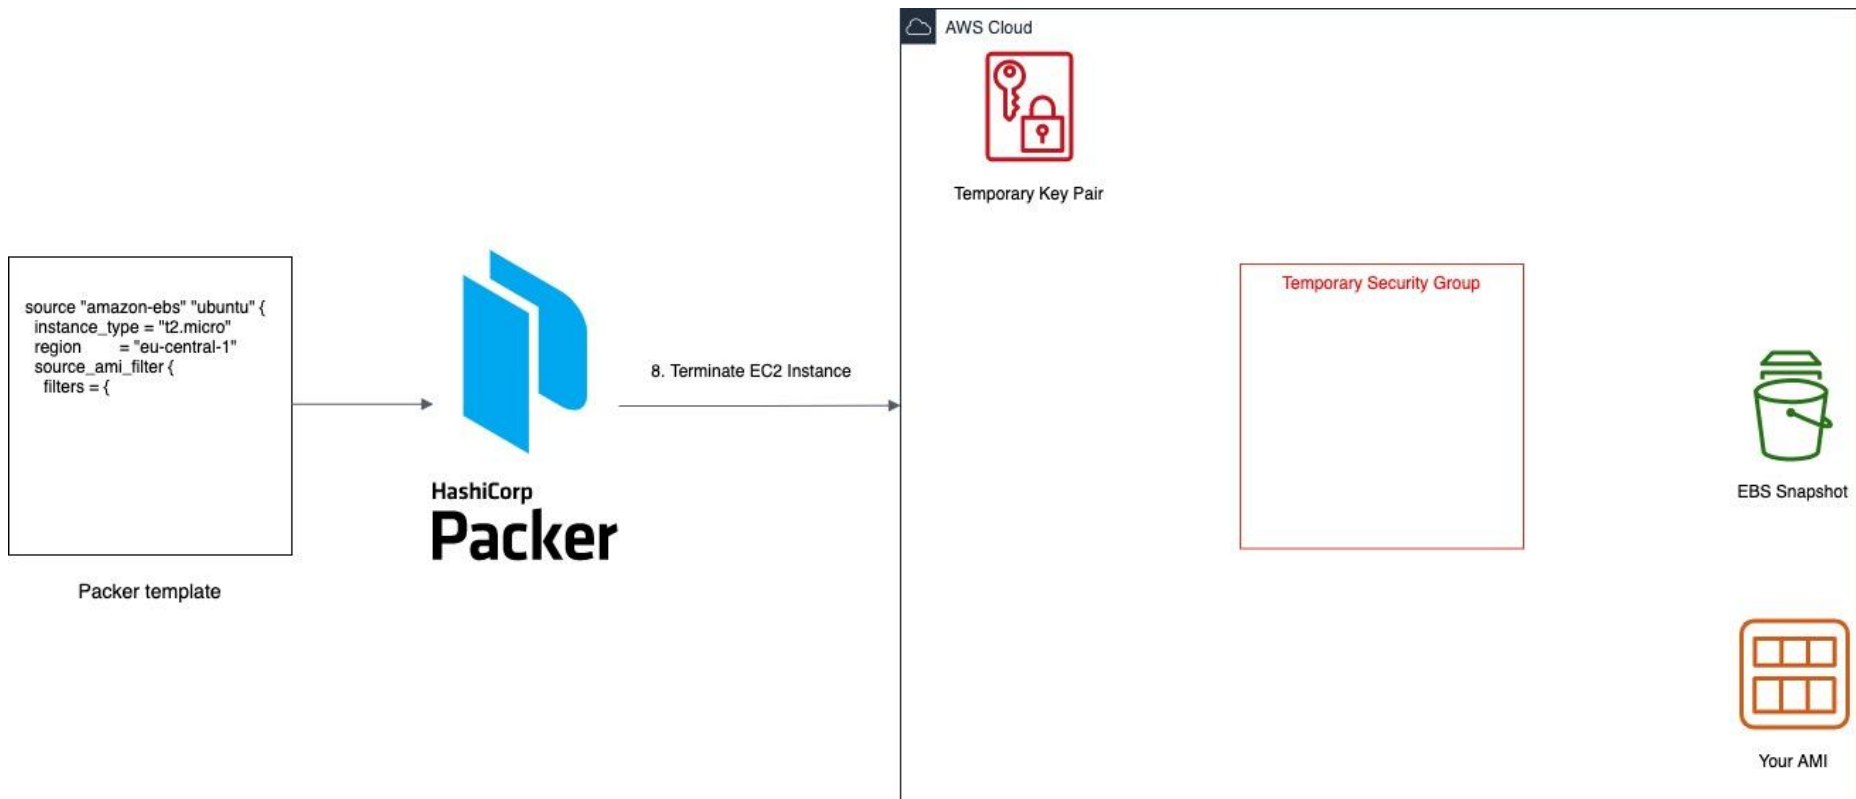 AWS Cloud
Temporary Key Pair
source "amazon-ebs" "ubuntu" {
instance_type = "t2.micro"
region = "eu-central-1"
source_ami_filter {
filters = {
Packer template
HashiCorp
Packer
8. Terminate EC2 Instance
Temporary Security Group
EBS Snapshot
Your AMI